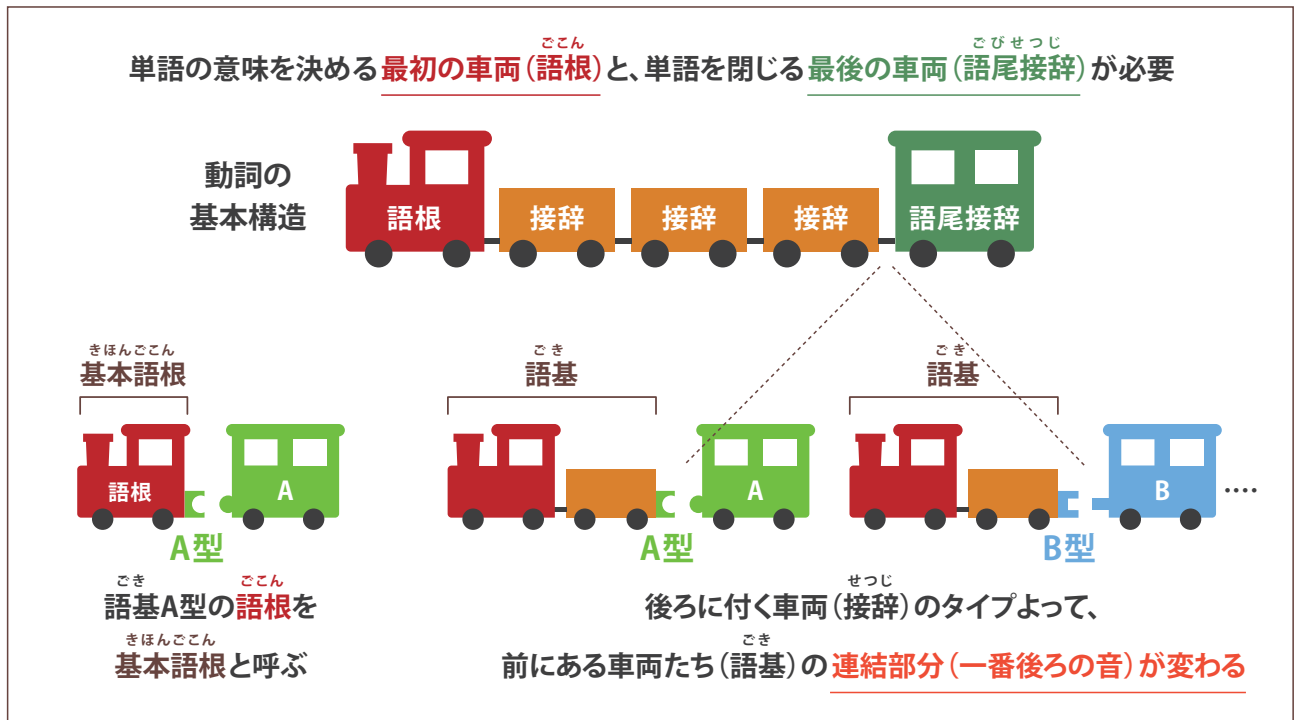 ごこん ごびせつじ
単語の意味を決める最初の車両（語根）と、単語を閉じる最後の車両（語尾接辞）が必要
動詞の
基本構造
語根 接辞 接辞 接辞 語尾接辞
きほんごこん
基本語根
語根 A
A型
ごき
語基A型の語根を
ごこん
きほんごこん
基本語根と呼ぶ
ごき
語基
A
A型
ごき
語基
B ‥‥
B型
せつじ
後ろに付く車両（接辞）のタイプよって、
ごき
前にある車両たち（語基）の連結部分（一番後ろの音）が変わる